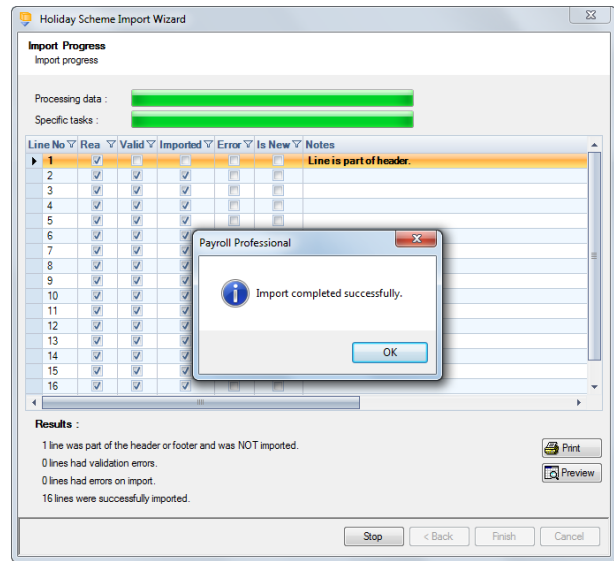 Holiday Scheme Import Wizard
Import Progress
Import progress
Processing data :
Specific tasks :
Line No Rea Valid Imported Error Is New Notes
1 Line is part of header.
2
3
4
5
6
7
8
9
10
11
12
13
14
15
16
Payroll Professional
Import completed successfully.
OK
Results :
1 line was part of the header or footer and was NOT imported.
0 lines had validation errors.
0 lines had errors on import.
16 lines were successfully imported.
Print
Preview
Stop < Back Finish Cancel